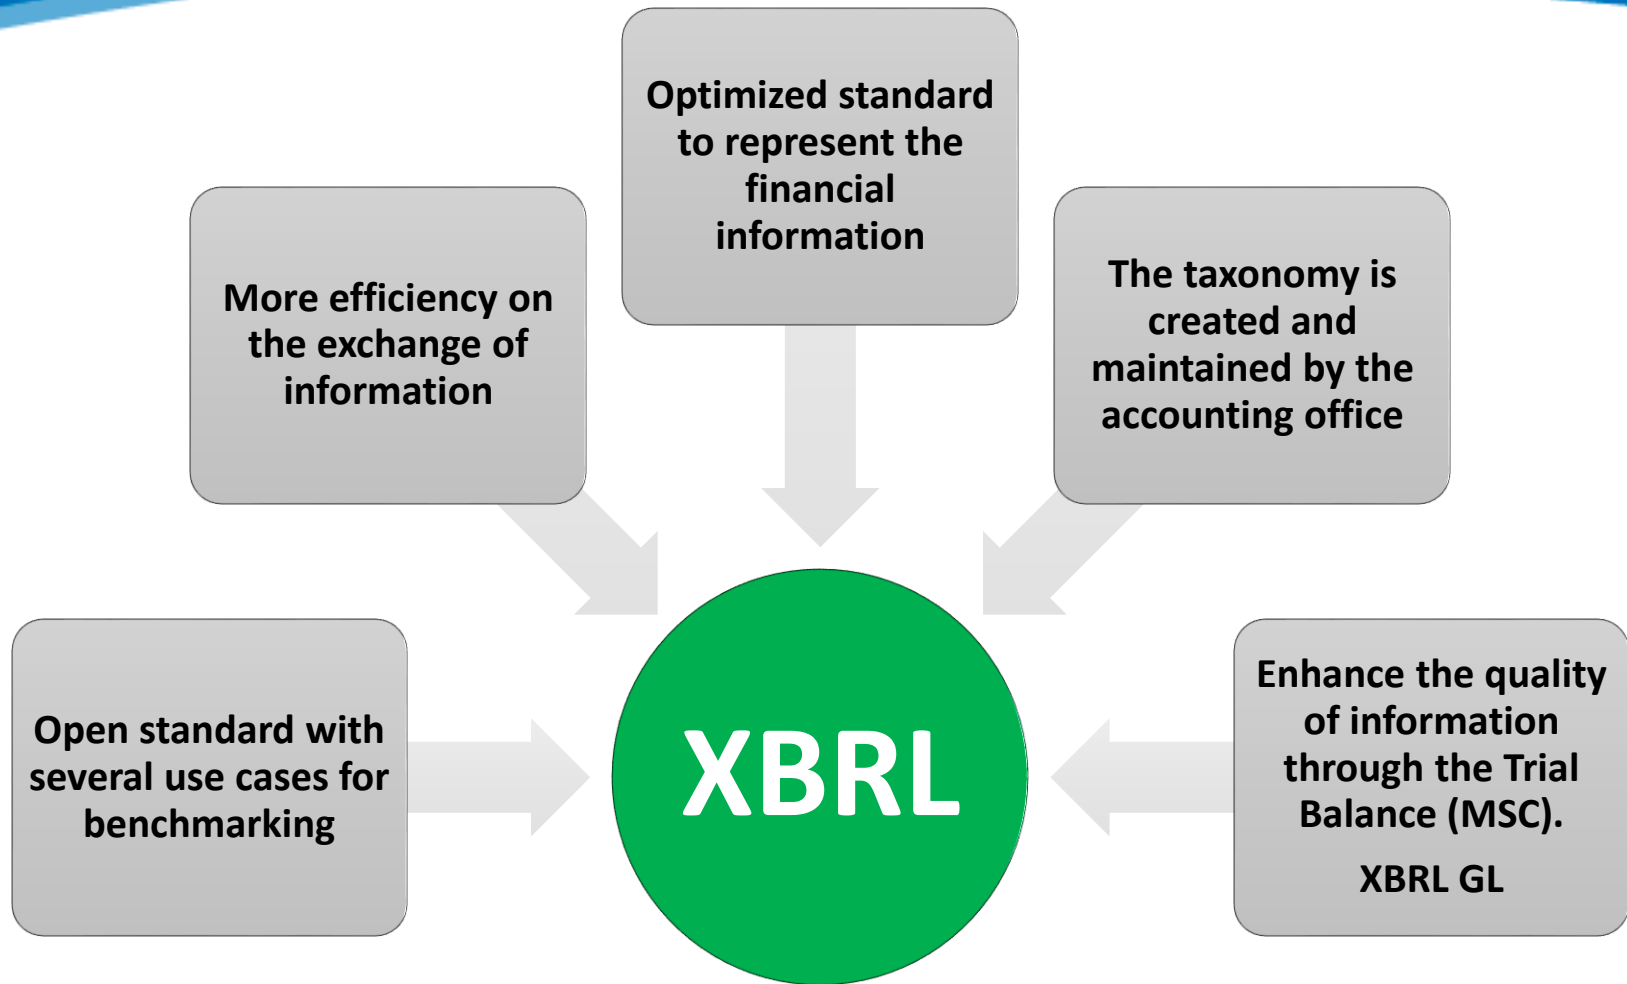 Open standard with
several use cases for
benchmarking
More efficiency on
the exchange of
information
Optimized standard
to represent the
financial
information
The taxonomy is
created and
maintained by the
accounting office
Enhance the quality
of information
through the Trial
Balance (MSC).
XBRL GL
XBRL